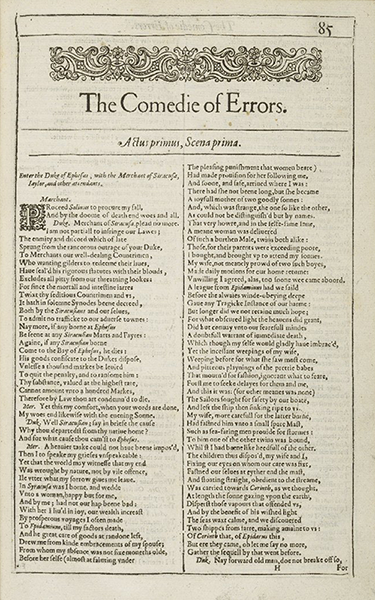 85
The Comedie of Errors.
Actus primus, Scena prima.
Enter the Duke of Ephesus, with the Merchant of Siracusa,
Iaylor, and other attendants.
Marchant.
PRoceed Solinus to procure my fall,
And by the doome of death end woes and all.
Duke. Merchant of Siracusa, plead no more.
I am not partiall to infringe our Lawes;
The enmity and discord which of late
Sprung from the rancorous outrage of your Duke,
To Merchants our well-dealing Countrimen,
Who wanting gilders to redeeme their liues,
Haue seal'd his rigorous statutes with their blouds,
Excludes all pitty from our threatning lookes:
For since the mortall and intestine iarres
Twixt thy seditious Countrimen and vs,
It hath in solemne Synodes beene decreed,
Both by the Siracusians and our selues,
To admit no trafficke to our aduerse townes:
Nay more, if any borne at Ephesus
Be seene at any Siracusian Marts and Fayres:
Againe, if any Siracusian borne
Come to the Bay of Ephesus, he dies:
His goods confiscate to the Dukes dispose,
Vnlesse a thousand markes be leuied
To quit the penalty, and to ransome him:
Thy substance, valued at the highest rate,
Cannot amount vnto a hundred Markes,
Therefore by Law thou art condemn'd to die.
Mer. Yet this my comfort, when your words are done,
My woes end likewise with the euening Sonne.
Duk. Well Siracusian; say in briefe the cause
Why thou departedst from thy natiue home?
And for what cause thou cam'st to Ephesus.
Mer. A heauier taske could not haue beene impos'd,
Then I to speake my griefes vnspeakeable:
Yet that the world may witnesse that my end
Was wrought by nature, not by vile offence,
Ile vtter what my sorrow giues me leaue.
In Syracusa was I borne, and wedde
Vnto a woman, happy but for me,
And by me; had not our hap beene bad:
With her I liu'd in ioy, our wealth increast
By prosperous voyages I often made
To Epidamium, till my factors death,
And he great care of goods at randone left,
Drew me from kinde embracements of my spouse;
From whom my absence was not sixe moneths olde,
Before her selfe (almost at fainting vnder
The pleasing punishment that women beare)
Had made prouision for her following me,
And soone, and safe, arriued where I was:
There had she not beene long, but she became
A ioyfull mother of two goodly sonnes:
And, which was strange, the one so like the other,
As could not be distinguish'd but by names.
That very howre, and in the selfe-same Inne,
A meane woman was deliuered
Of such a burthen Male, twins both alike:
Those, for their parents were exceeding poore,
I bought, and brought vp to attend my sonnes.
My wife, not meanely prowd of two such boyes,
Made daily motions for our home returne:
Vnwilling I agreed, alas, too soone wee came aboord.
A league from Epidamium had we saild
Before the alwaies winde-obeying deepe
Gaue any Tragicke Instance of our harme:
But longer did we not retaine much hope;
For what obscured light the heauens did grant,
Did but conuay vnto our fearefull mindes
A doubtfull warrant of immediate death,
Which though my selfe would gladly haue imbrac'd,
Yet the incessant weepings of my wife,
Weeping before for what she saw must come,
And pitteous playnings of the prettie babes
That mourn'd for fashion, ignorant what to feare,
Forst me to seeke delayes for them and me,
And this it was: (for other meanes was none)
The Sailors sought for safety by our boate,
And left the ship then sinking ripe to vs.
My wife, more carefull for the latter borne,
Had fastned him vnto a small spare Mast,
Such as sea-faring men prouide for stormes:
To him one of the other twins was bound,
Whil'st I had beene like heedfull of the other.
The children thus dispos'd, my wife and I,
Fixing our eyes on whom our care was fixt,
Fastned our selues at eyther end the mast,
And floating straight, obedient to the streame,
Was carried towards Corinth, as we thought.
At length the sonne gazing vpon the earth,
Disperst those vapours that offended vs,
And by the benefit of his wished light
The seas waxt calme, and we discouered
Two shippes from farre, making amaine to vs:
Of Corinth that, of Epidarus this,
But ere they came, oh let me say no more,
Gather the sequell by that went before.
Duk. Nay forward old man, doe not breake off so,
H
For